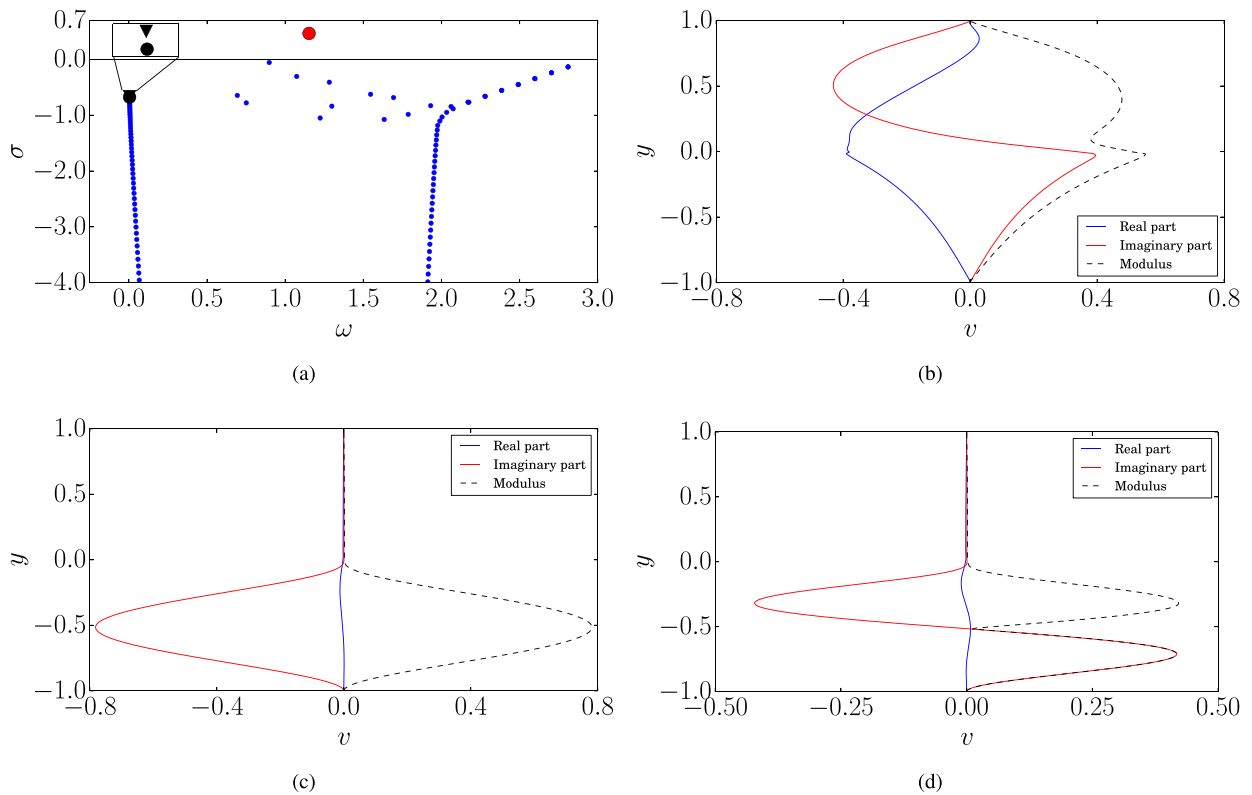 0.7
0.0
−1.0
−2.0
−3.0
−4.0
σ
0.0 0.5 1.0 1.5 2.0 2.5 3.0
ω
(a)
1.0
0.5
0.0
−0.5
−1.0
y
Real part
Imaginary part
Modulus
−0.8 −0.4 0.0 0.4 0.8
v
(b)
1.0
0.5
0.0
−0.5
−1.0
y
Real part
Imaginary part
Modulus
−0.8 −0.4 0.0 0.4 0.8
v
(c)
1.0
0.5
0.0
−0.5
−1.0
y
Real part
Imaginary part
Modulus
−0.50 −0.25 0.00 0.25 0.50
v
(d)